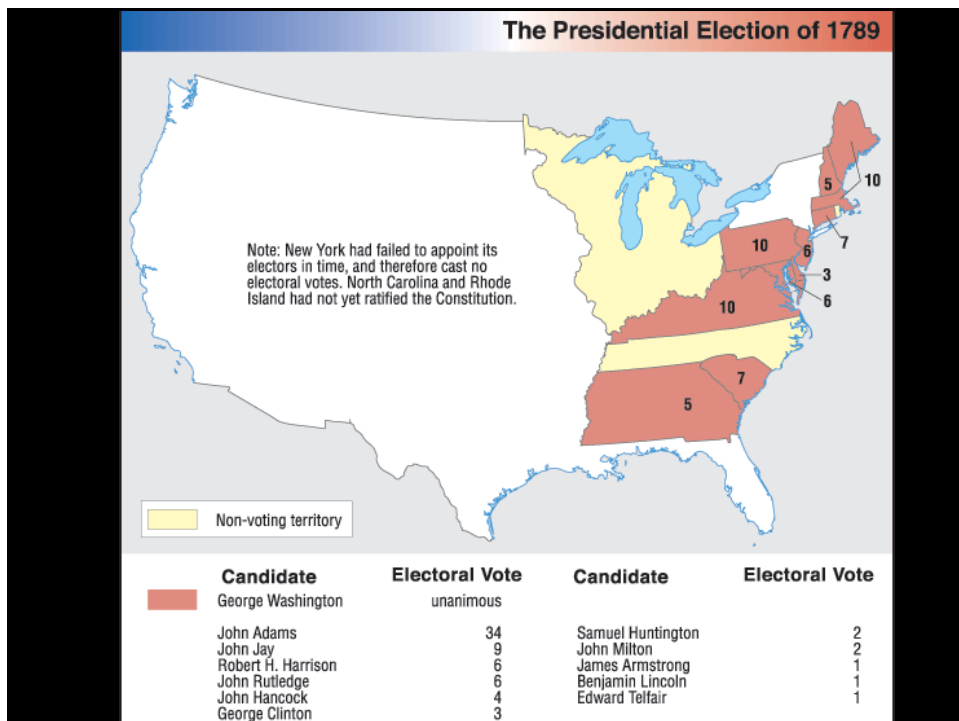 The Presidential Election of 1789
Note: New York had failed to appoint its
electors in time, and therefore cast no
electoral votes. North Carolina and Rhode
Island had not yet ratified the Constitution.
5
10
7
10
6
3
6
10
7
5
Non-voting territory
Candidate Electoral Vote Candidate Electoral Vote
George Washington unanimous
John Adams 34 Samuel Huntington 2
John Jay 9 John Milton 2
Robert H. Harrison 6 James Armstrong 1
John Rutledge 6 Benjamin Lincoln 1
John Hancock 4 Edward Telfair 1
George Clinton 3